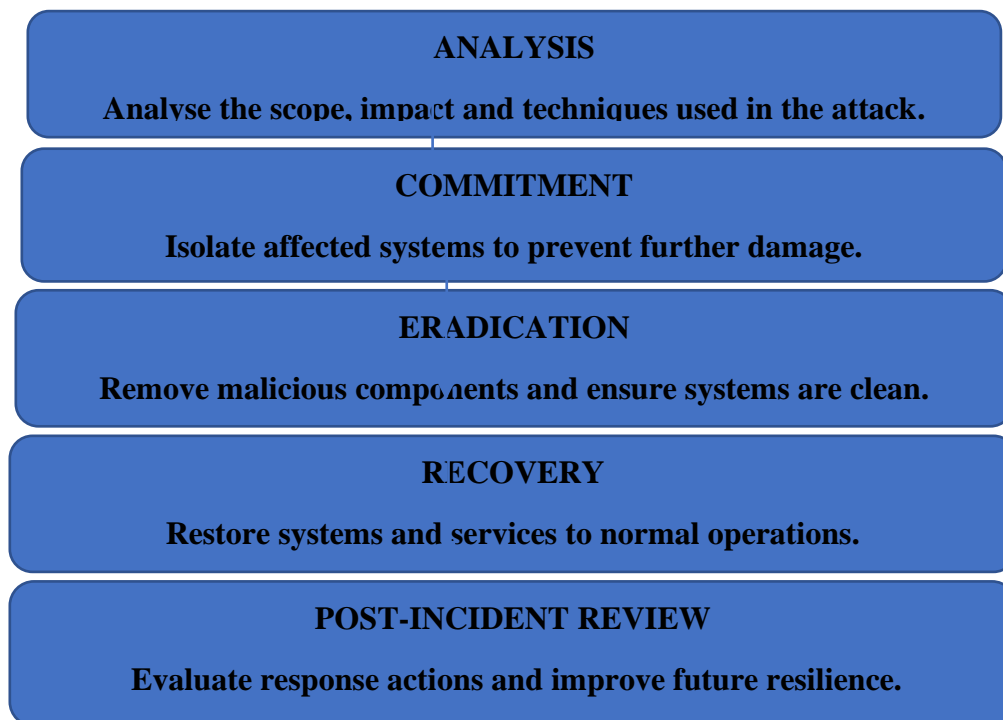 ANALYSIS
Analyse the scope, impact and techniques used in the attack.
COMMITMENT
Isolate affected systems to prevent further damage.
ERADICATION
Remove malicious components and ensure systems are clean.
RECOVERY
Restore systems and services to normal operations.
POST-INCIDENT REVIEW
Evaluate response actions and improve future resilience.